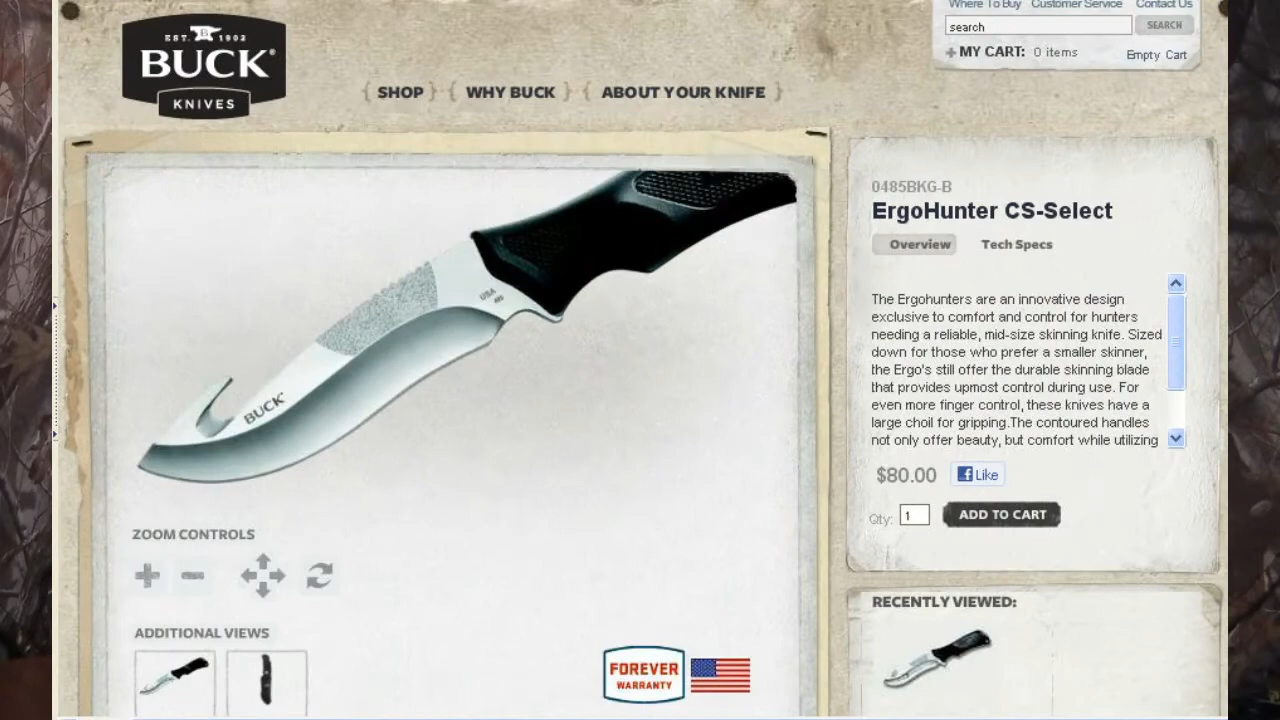 Where To Buy Customer Service Contact Us
search SEARCH
MY CART: 0 items Empty Cart
EST. B 1902
BUCK®
KNIVES
{ SHOP } { WHY BUCK } { ABOUT YOUR KNIFE }
USA
BUCK®
0485BKG-B
ErgoHunter CS-Select
Overview Tech Specs
The Ergohunters are an innovative design
exclusive to comfort and control for hunters
needing a reliable, mid-size skinning knife. Sized
down for those who prefer a smaller skinner,
the Ergo's still offer the durable skinning blade
that provides upmost control during use. For
even more finger control, these knives have a
large choil for gripping.The contoured handles
not only offer beauty, but comfort while utilizing
$80.00 Like
Qty: 1 ADD TO CART
ZOOM CONTROLS
ADDITIONAL VIEWS
FOREVER
WARRANTY
RECENTLY VIEWED: